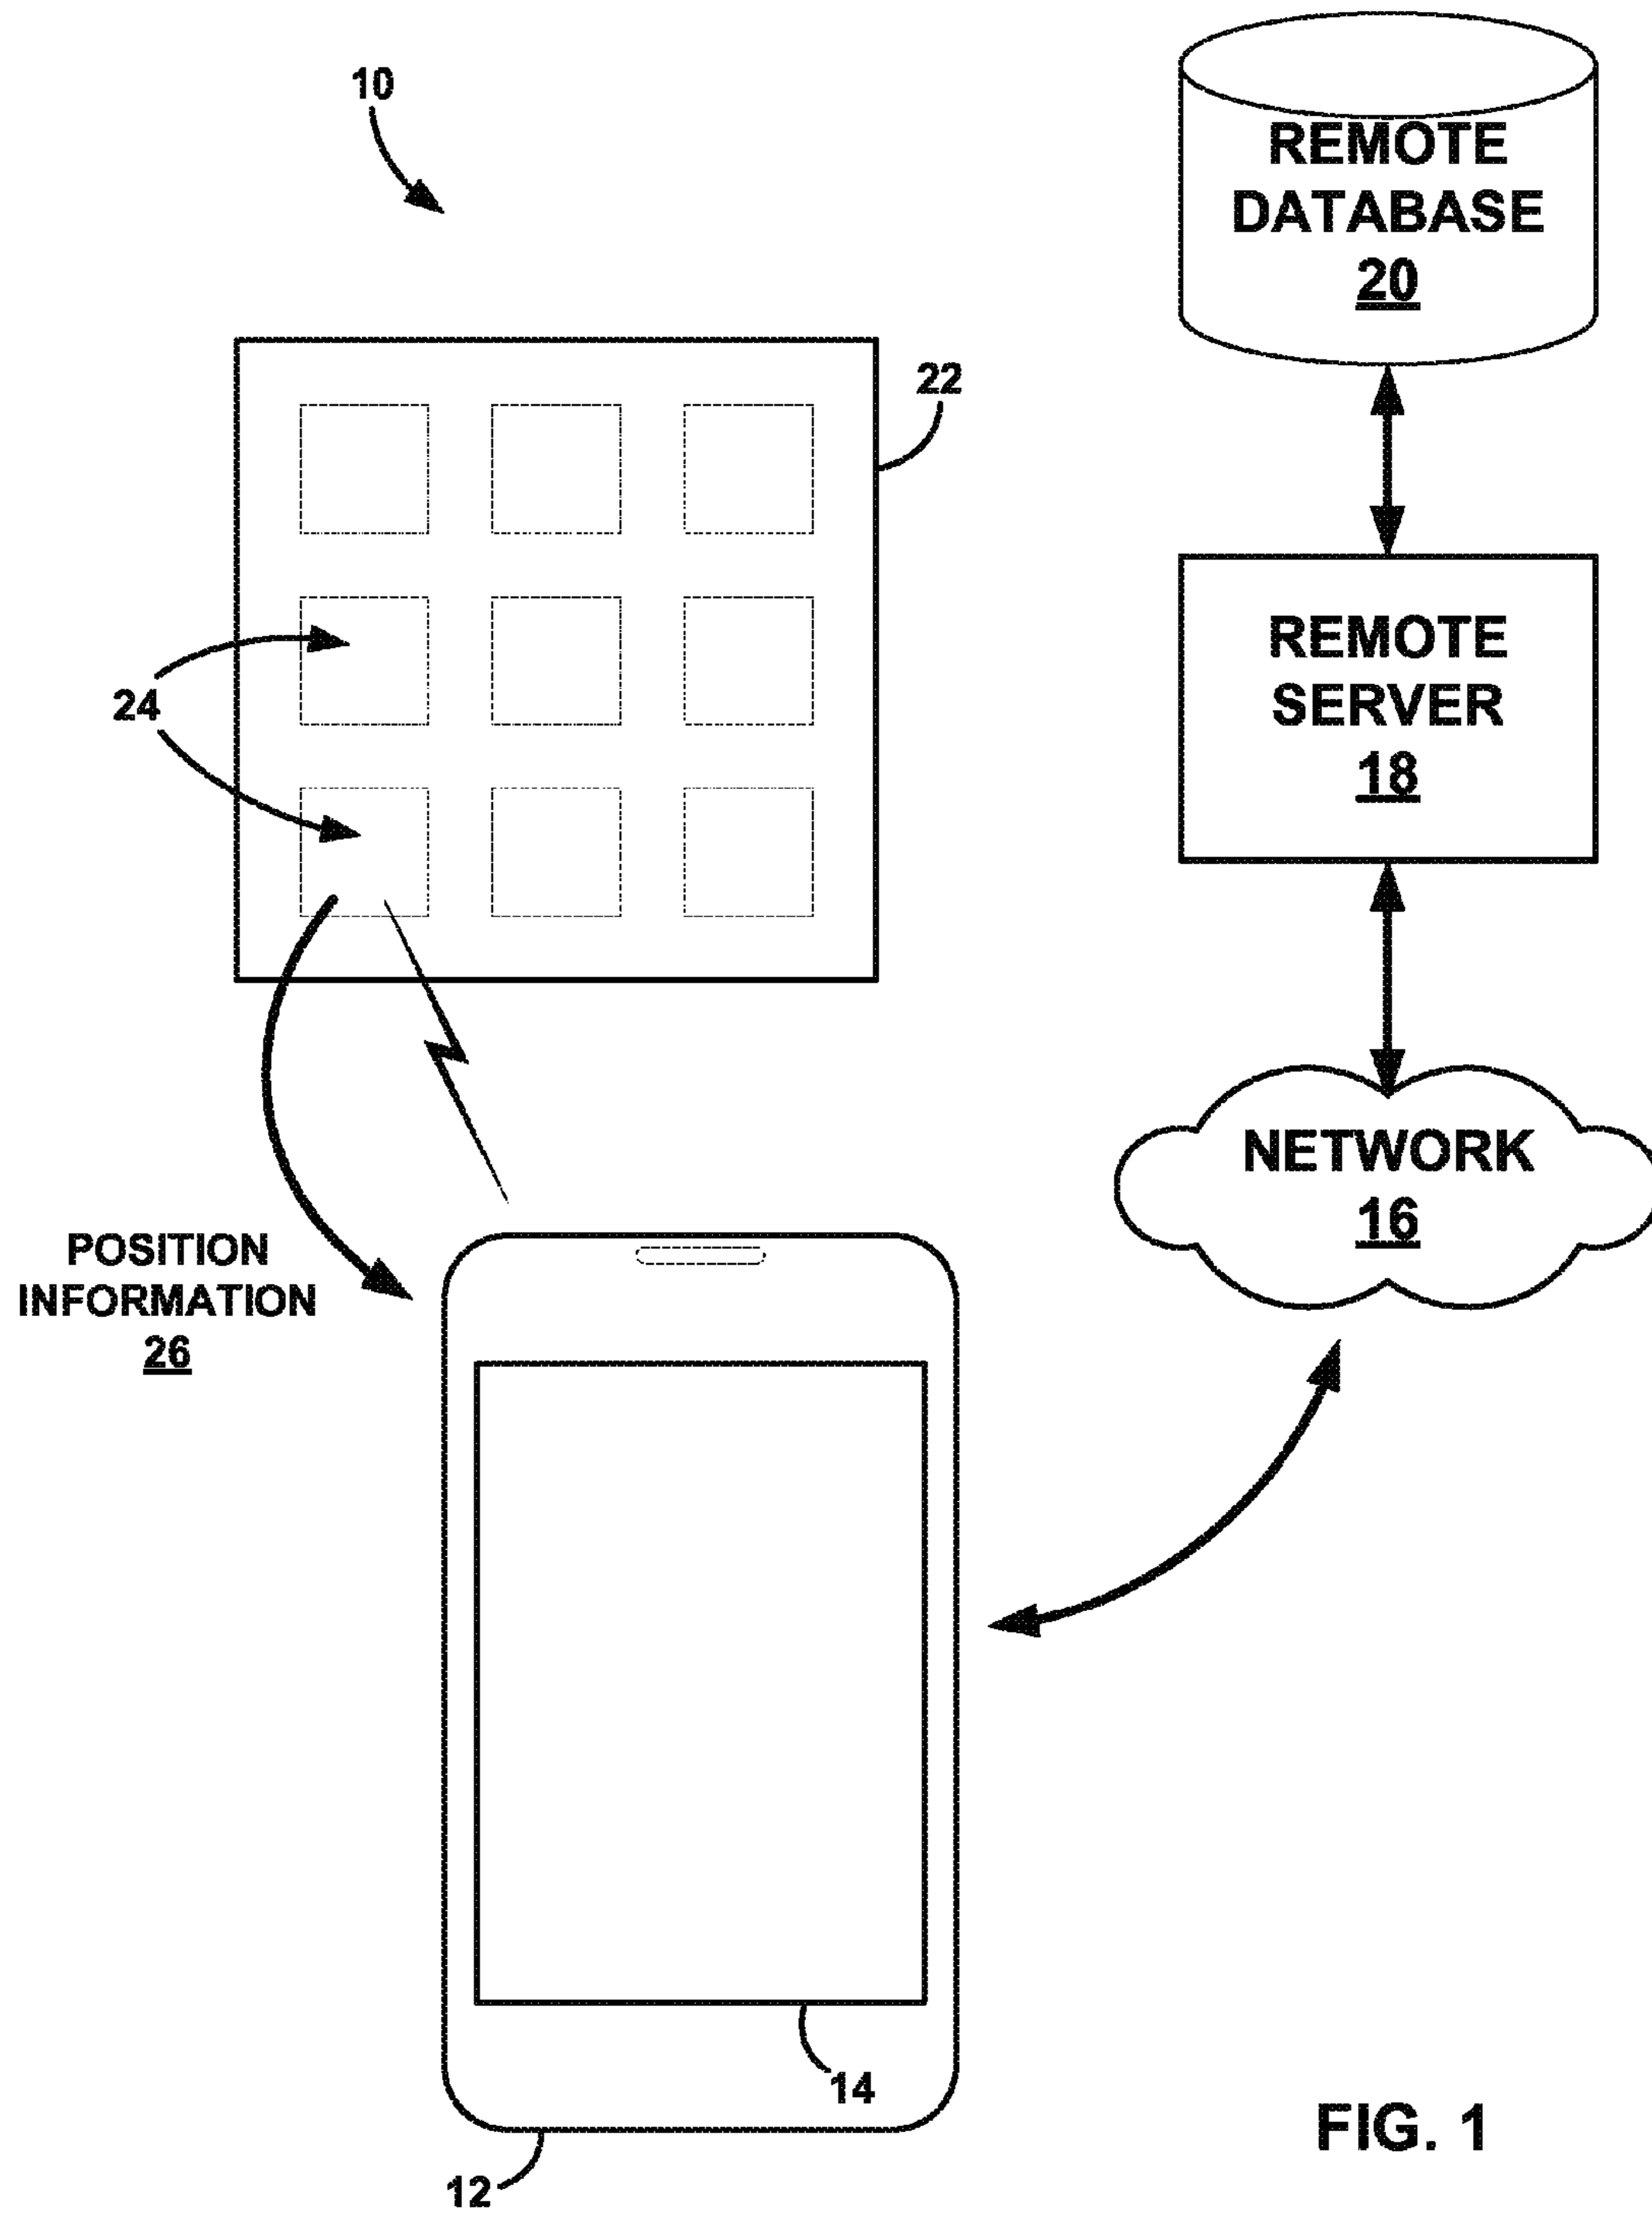 10
REMOTE
DATABASE
20
22
24
REMOTE
SERVER
18
NETWORK
16
POSITION
INFORMATION
26
14
12
FIG. 1